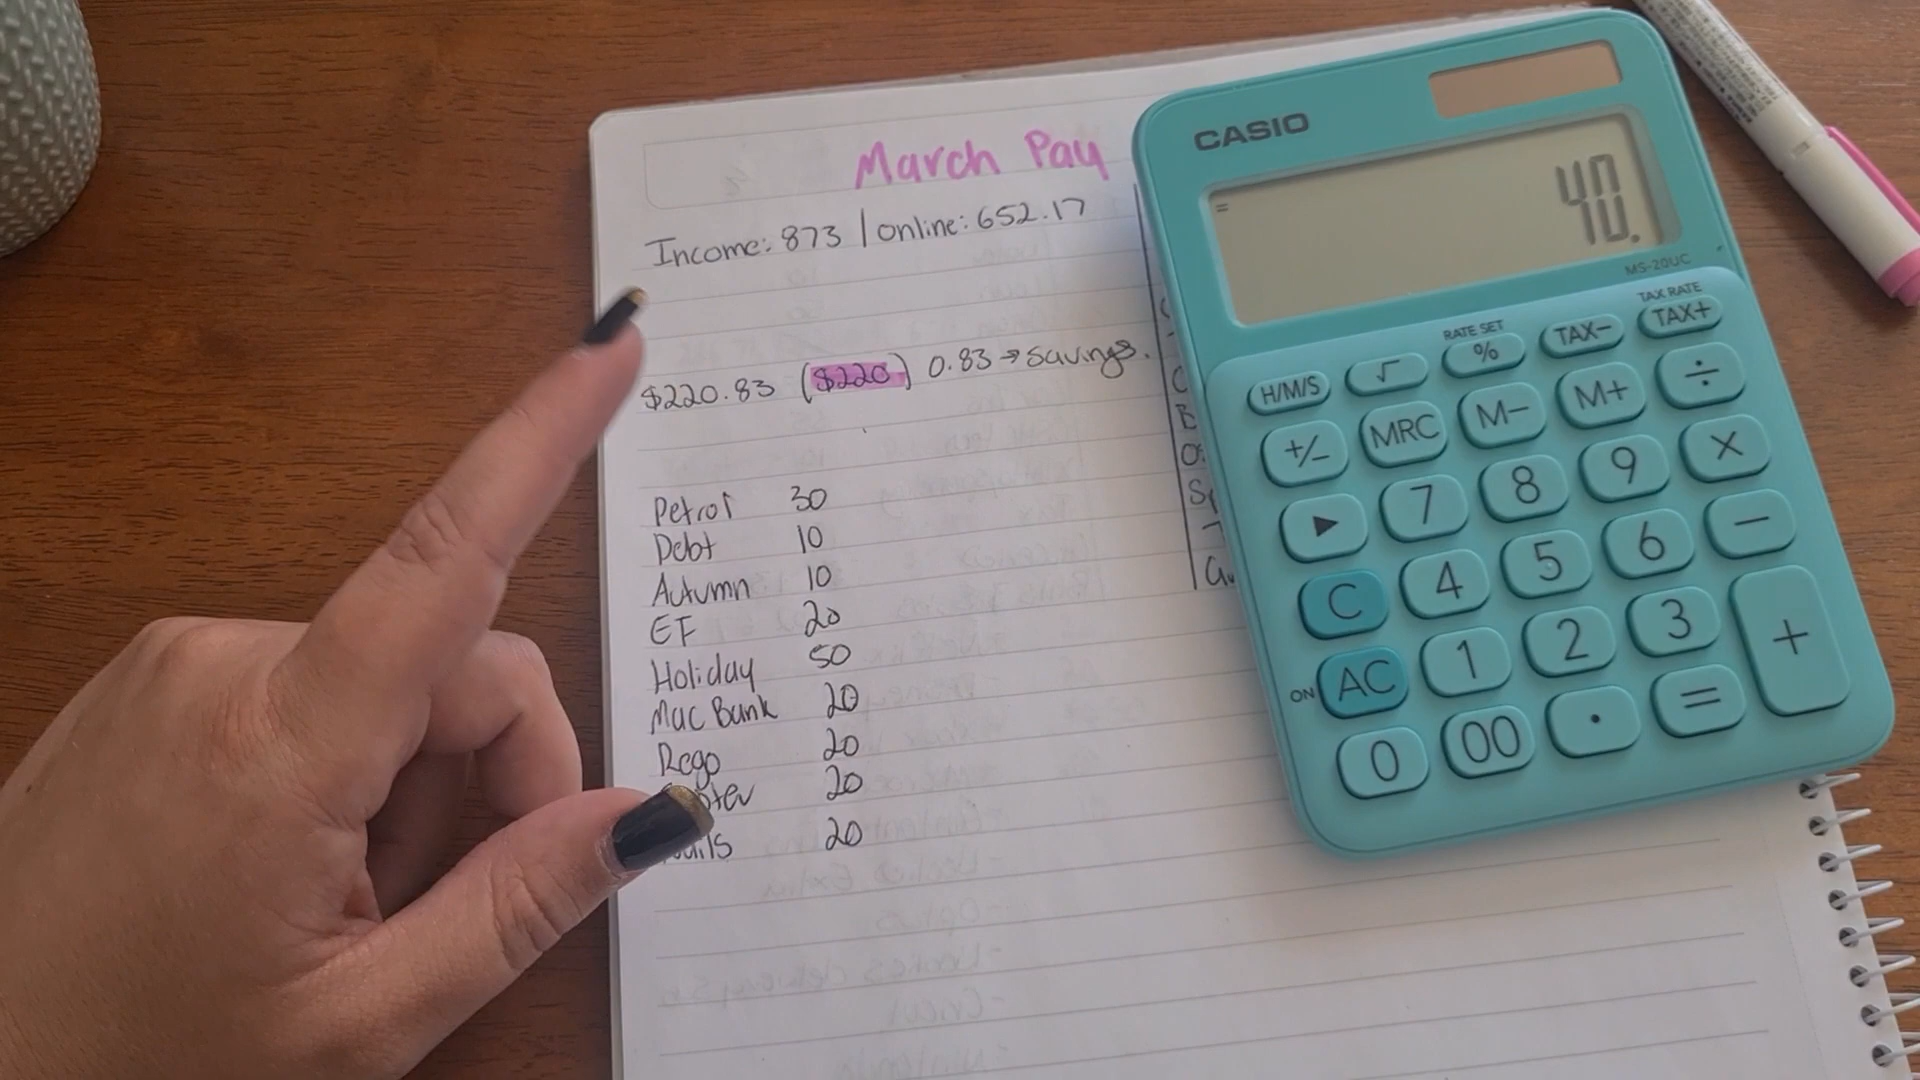 March Pay
Income: 873 | online: 652.17
$220.83 ($220) 0.83 → savings.
Petrol 30
Debt 10
Autumn 10
EF 20
Holiday 50
Mac Bank 20
Rego 20
20
20
CASIO
40.
MS-20UC
TAX RATE
RATE SET
H/M/S √ % TAX− TAX+
+/− MRC M− M+ ÷
▶ 7 8 9 ×
C 4 5 6 −
ON AC 1 2 3 +
0 00 · =